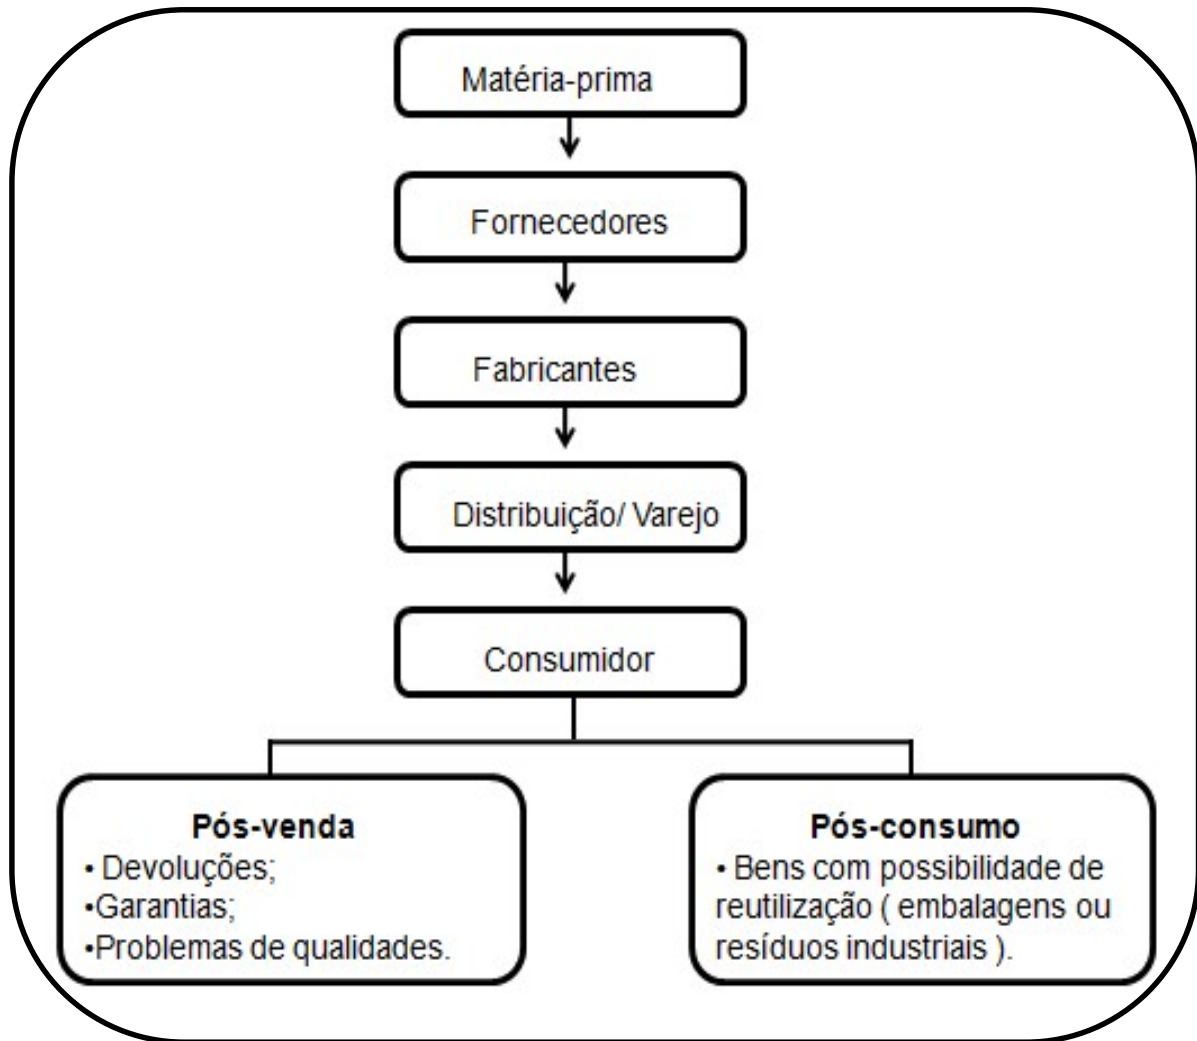 Matéria-prima
Fornecedores
Fabricantes
Distribuição/ Varejo
Consumidor
Pós-venda
• Devoluções;
•Garantias;
•Problemas de qualidades.
Pós-consumo
• Bens com possibilidade de
reutilização ( embalagens ou
resíduos industriais ).